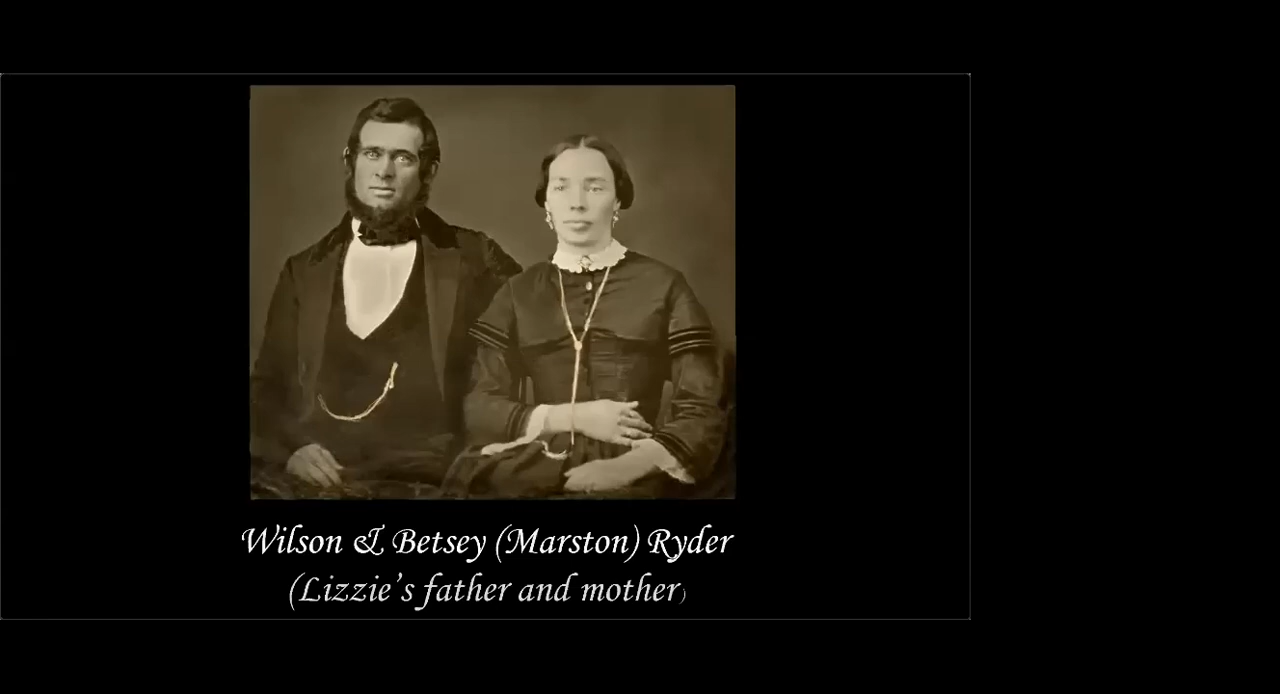 Wilson & Betsey (Marston) Ryder
(Lizzie’s father and mother)